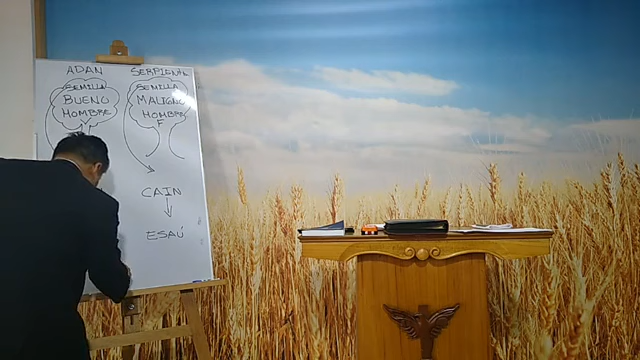 ADAN
SEMILLA
BUENO
HOMBRE
SERPIENTE
SEMILLA
MALIGNO
HOMBRE
F
CAIN
ESAÚ